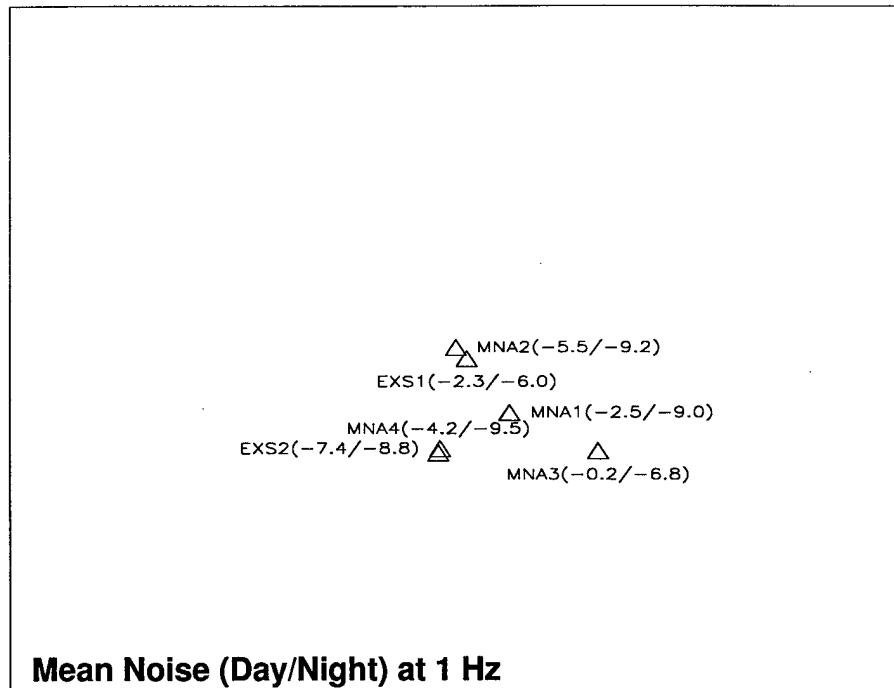 MNA2(−5.5/−9.2)
EXS1(−2.3/−6.0)
MNA1(−2.5/−9.0)
MNA4(−4.2/−9.5)
EXS2(−7.4/−8.8)
MNA3(−0.2/−6.8)
Mean Noise (Day/Night) at 1 Hz